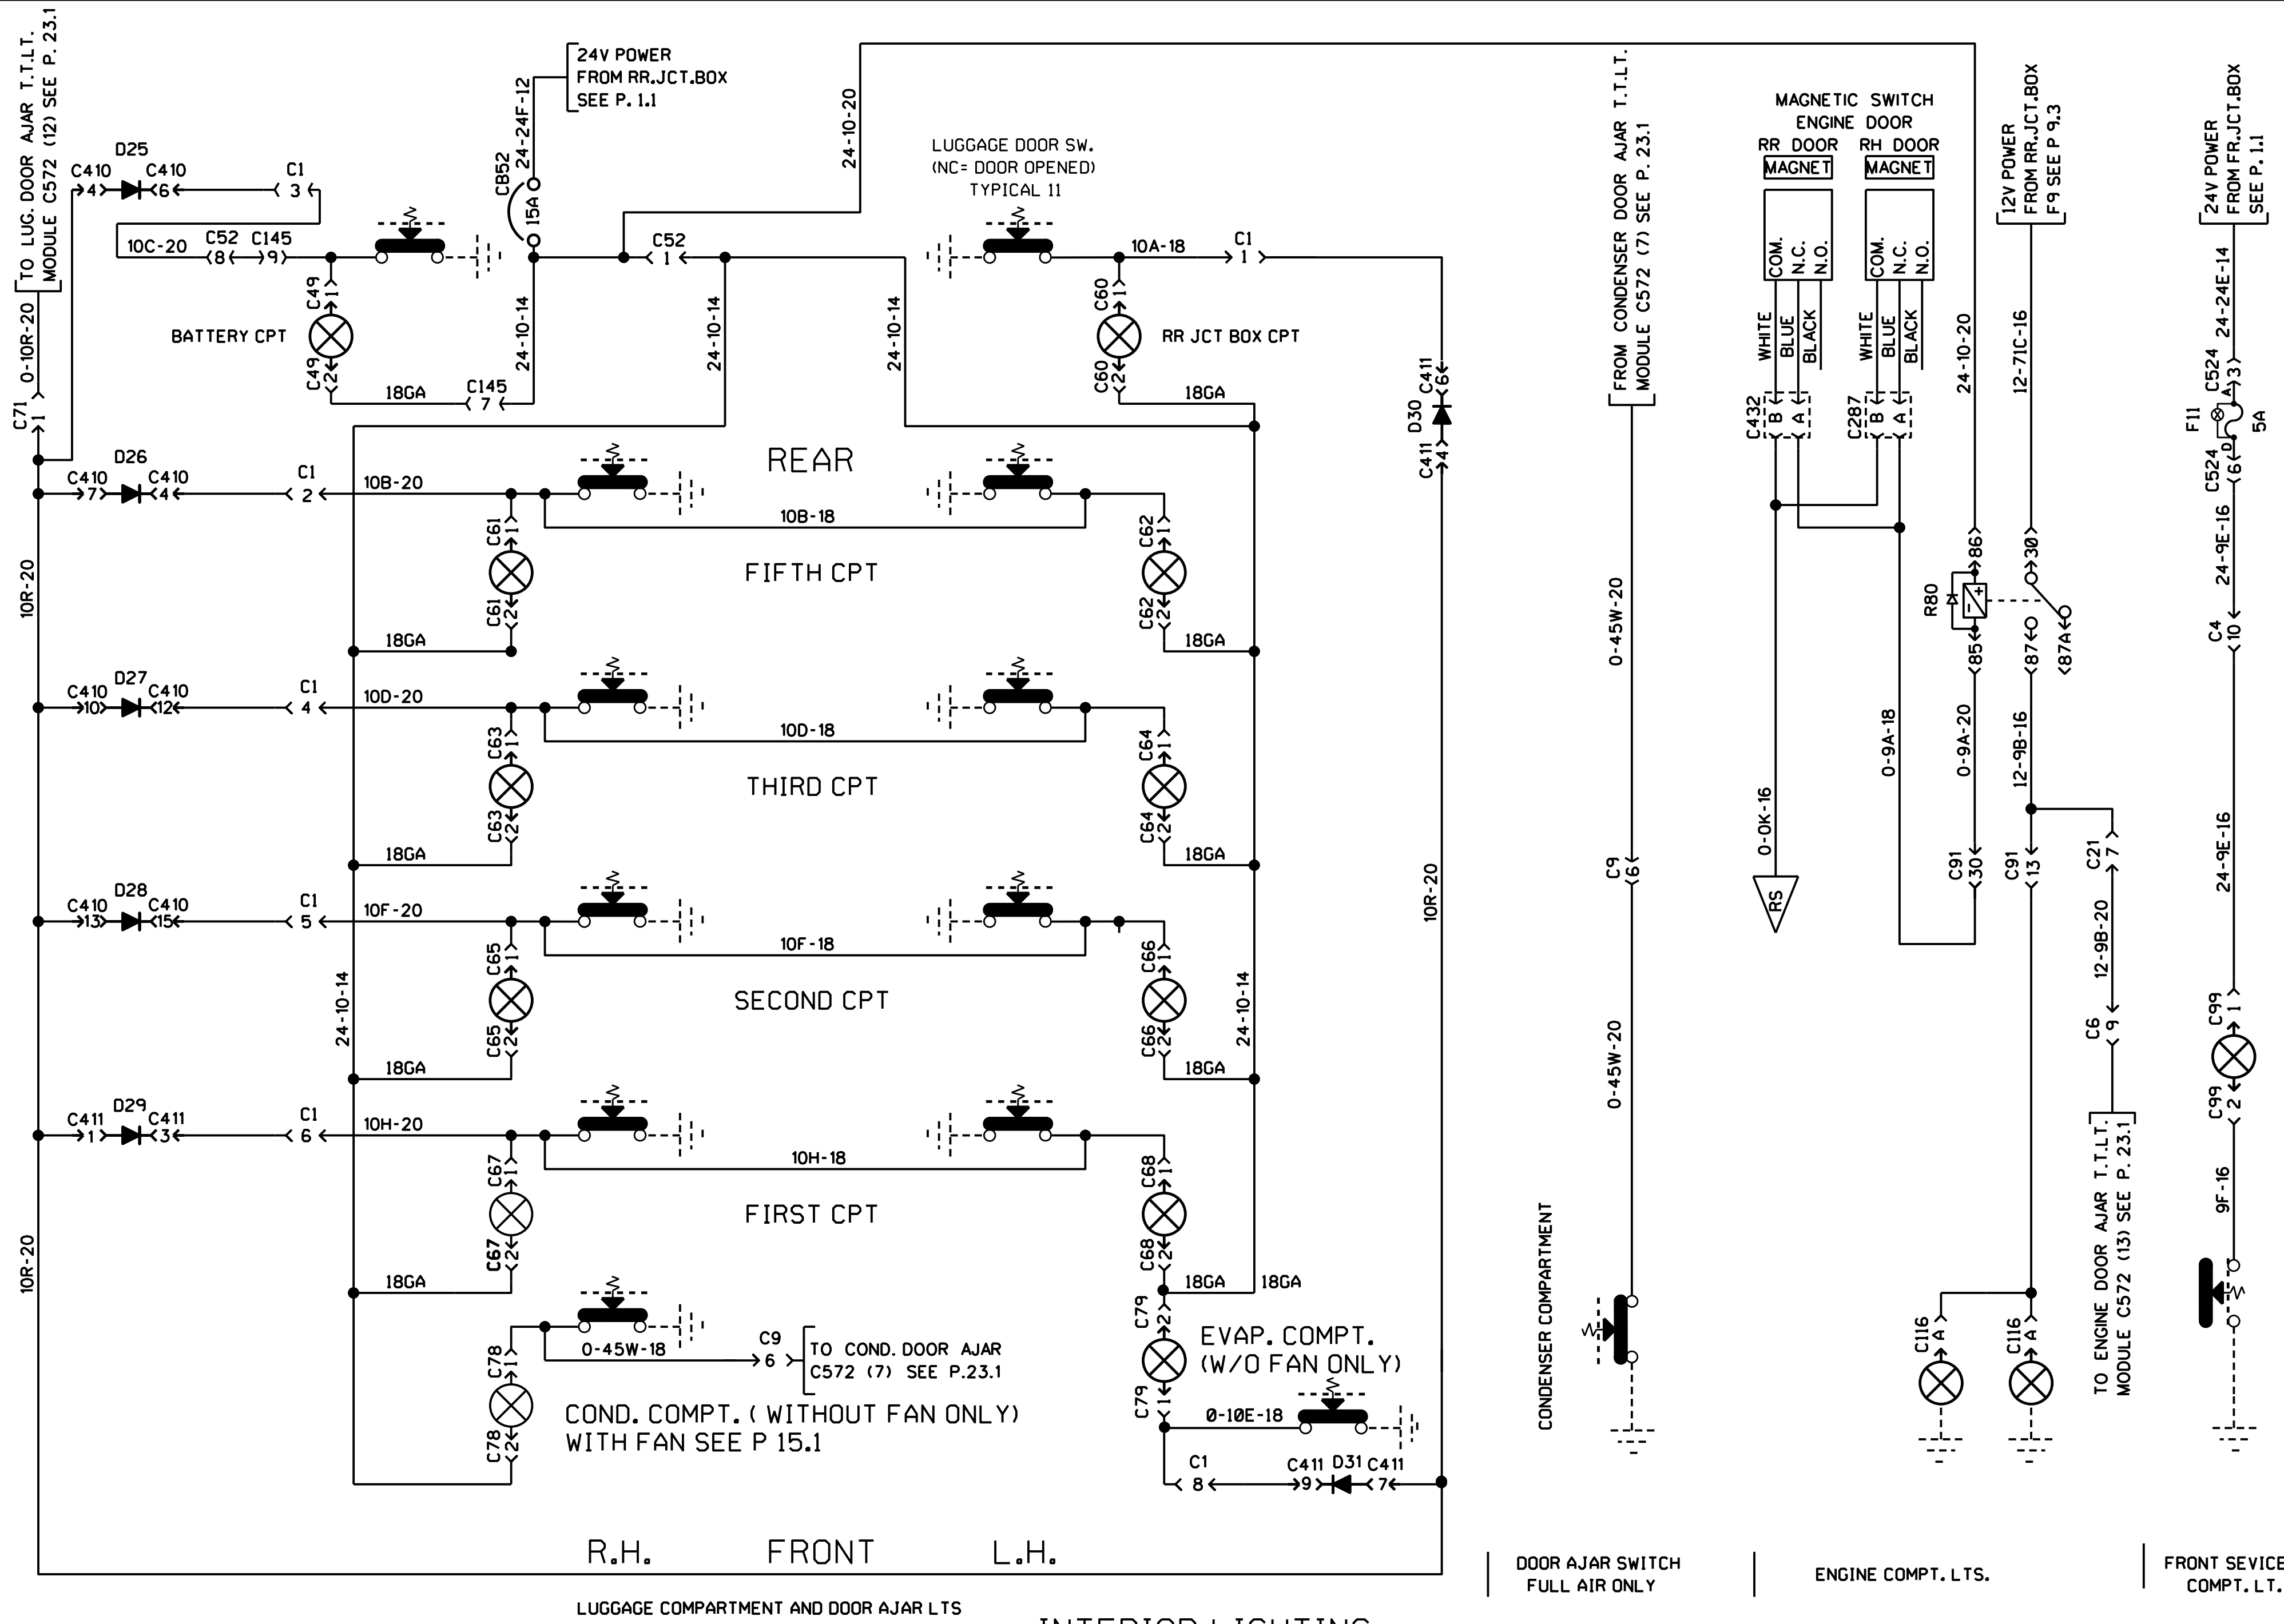 TO LUG. DOOR AJAR T.T.LT.
MODULE C572 (12) SEE P. 23.1
0-10R-20
C71
1
10R-20
10R-20
D25
C410
C410
4
6
C1
3
10C-20
C52
C145
8
9
C49
1
BATTERY CPT
C49
2
18GA
C145
7
24V POWER
FROM RR.JCT.BOX
SEE P. 1.1
24-24F-12
CB52
15A
24-10-14
C52
1
24-10-14
24-10-14
24-10-20
LUGGAGE DOOR SW.
(NC= DOOR OPENED)
TYPICAL 11
10A-18
C1
1
C60
1
RR JCT BOX CPT
C60
2
18GA
C411
6
D30
C411
4
10R-20
REAR
D26
C410
C410
7
4
C1
2
10B-20
10B-18
C61
1
C61
2
18GA
FIFTH CPT
C62
1
C62
2
18GA
D27
C410
C410
10
12
C1
4
10D-20
10D-18
C63
1
C63
2
18GA
THIRD CPT
C64
1
C64
2
18GA
D28
C410
C410
13
15
C1
5
10F-20
10F-18
C65
1
C65
2
18GA
24-10-14
SECOND CPT
C66
1
C66
2
18GA
24-10-14
D29
C411
C411
1
3
C1
6
10H-20
10H-18
C67
1
C67
2
18GA
FIRST CPT
C68
1
C68
2
18GA
18GA
C78
1
C78
2
0-45W-18
C9
6
TO COND. DOOR AJAR
C572 (7) SEE P.23.1
COND. COMPT. ( WITHOUT FAN ONLY)
WITH FAN SEE P 15.1
C79
2
C79
1
EVAP. COMPT.
(W/O FAN ONLY)
0-10E-18
C1
8
C411
D31
C411
9
7
R.H.
FRONT
L.H.
LUGGAGE COMPARTMENT AND DOOR AJAR LTS
INTERIOR LIGHTING
FROM CONDENSER DOOR AJAR T.T.LT.
MODULE C572 (7) SEE P. 23.1
0-45W-20
C9
6
0-45W-20
CONDENSER COMPARTMENT
DOOR AJAR SWITCH
FULL AIR ONLY
MAGNETIC SWITCH
ENGINE DOOR
RR DOOR
RH DOOR
MAGNET
MAGNET
COM.
N.C.
N.O.
COM.
N.C.
N.O.
WHITE
BLUE
BLACK
WHITE
BLUE
BLACK
C432
B
A
C287
B
A
0-0K-16
RS
0-9A-18
24-10-20
86
R80
- +
85
0-9A-20
C91
30
12V POWER
FROM RR.JCT.BOX
F9 SEE P 9.3
12-71C-16
30
87
87A
12-9B-16
C91
13
C21
7
12-9B-20
C6
9
TO ENGINE DOOR AJAR T.T.LT.
MODULE C572 (13) SEE P. 23.1
C116
A
C116
A
ENGINE COMPT. LTS.
24V POWER
FROM FR.JCT.BOX
SEE P. 1.1
24-24E-14
C524
3
A
F11
5A
D
C524
6
24-9E-16
C4
10
24-9E-16
C99
1
C99
2
9F-16
FRONT SEVICE
COMPT. LT.